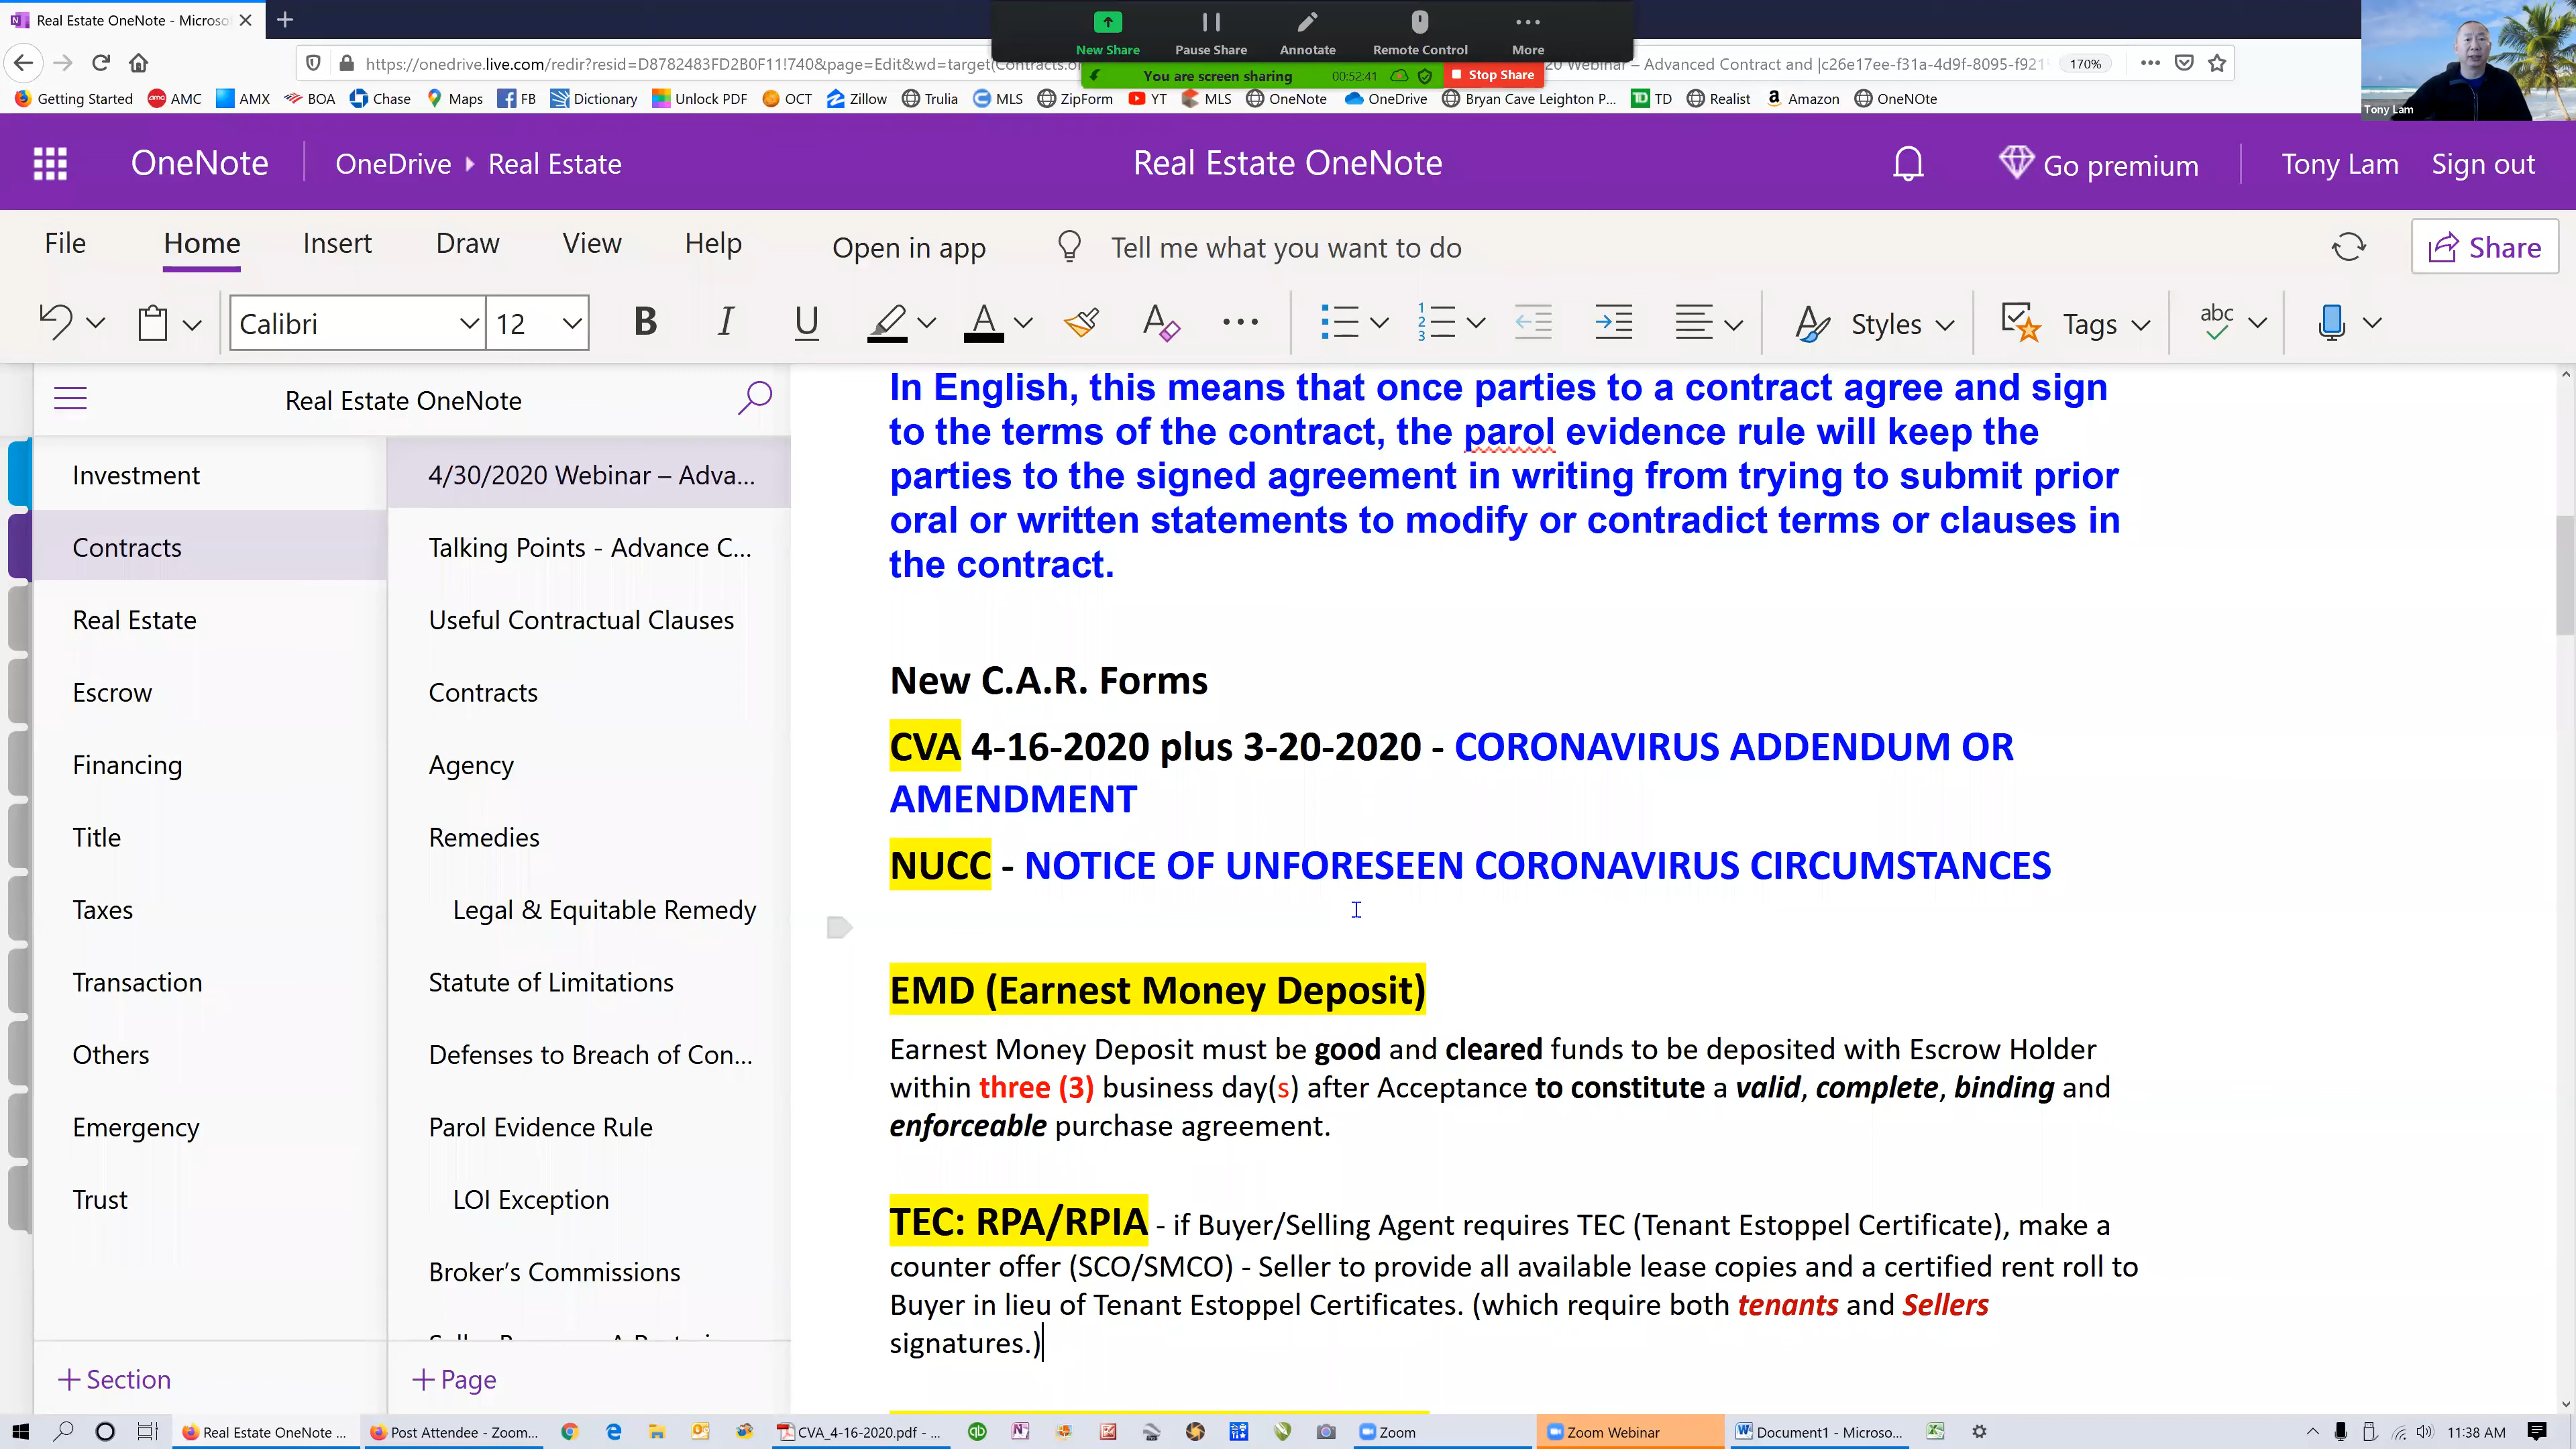 Real Estate OneNote - Microso
New Share
Pause Share
Annotate
Remote Control
More
You are screen sharing
00:52:41
Stop Share
https://onedrive.live.com/redir?resid=D8782483FD2B0F11!740&page=Edit&wd=target(Contracts.o
Webinar – Advanced Contract and |c26e17ee-f31a-4d9f-8095-f921
170%
Tony Lam
Getting Started AMC AMX BOA Chase Maps FB Dictionary Unlock PDF OCT Zillow Trulia MLS ZipForm YT MLS OneNote OneDrive Bryan Cave Leighton P... TD Realist Amazon OneNOte
OneNote
OneDrive
Real Estate
Real Estate OneNote
Go premium
Tony Lam
Sign out
File Home Insert Draw View Help Open in app Tell me what you want to do
Share
Calibri 12 B I U
Styles
Tags
abc
Real Estate OneNote
Investment
Contracts
Real Estate
Escrow
Financing
Title
Taxes
Transaction
Others
Emergency
Trust
+ Section
4/30/2020 Webinar – Adva...
Talking Points - Advance C...
Useful Contractual Clauses
Contracts
Agency
Remedies
Legal & Equitable Remedy
Statute of Limitations
Defenses to Breach of Con...
Parol Evidence Rule
LOI Exception
Broker's Commissions
+ Page
In English, this means that once parties to a contract agree and sign
to the terms of the contract, the parol evidence rule will keep the
parties to the signed agreement in writing from trying to submit prior
oral or written statements to modify or contradict terms or clauses in
the contract.
New C.A.R. Forms
CVA 4-16-2020 plus 3-20-2020 - CORONAVIRUS ADDENDUM OR
AMENDMENT
NUCC - NOTICE OF UNFORESEEN CORONAVIRUS CIRCUMSTANCES
EMD (Earnest Money Deposit)
Earnest Money Deposit must be good and cleared funds to be deposited with Escrow Holder
within three (3) business day(s) after Acceptance to constitute a valid, complete, binding and
enforceable purchase agreement.
TEC: RPA/RPIA - if Buyer/Selling Agent requires TEC (Tenant Estoppel Certificate), make a
counter offer (SCO/SMCO) - Seller to provide all available lease copies and a certified rent roll to
Buyer in lieu of Tenant Estoppel Certificates. (which require both tenants and Sellers
signatures.)
Real Estate OneNote ...
Post Attendee - Zoom...
CVA_4-16-2020.pdf - ...
Zoom
Zoom Webinar
Document1 - Microso...
11:38 AM